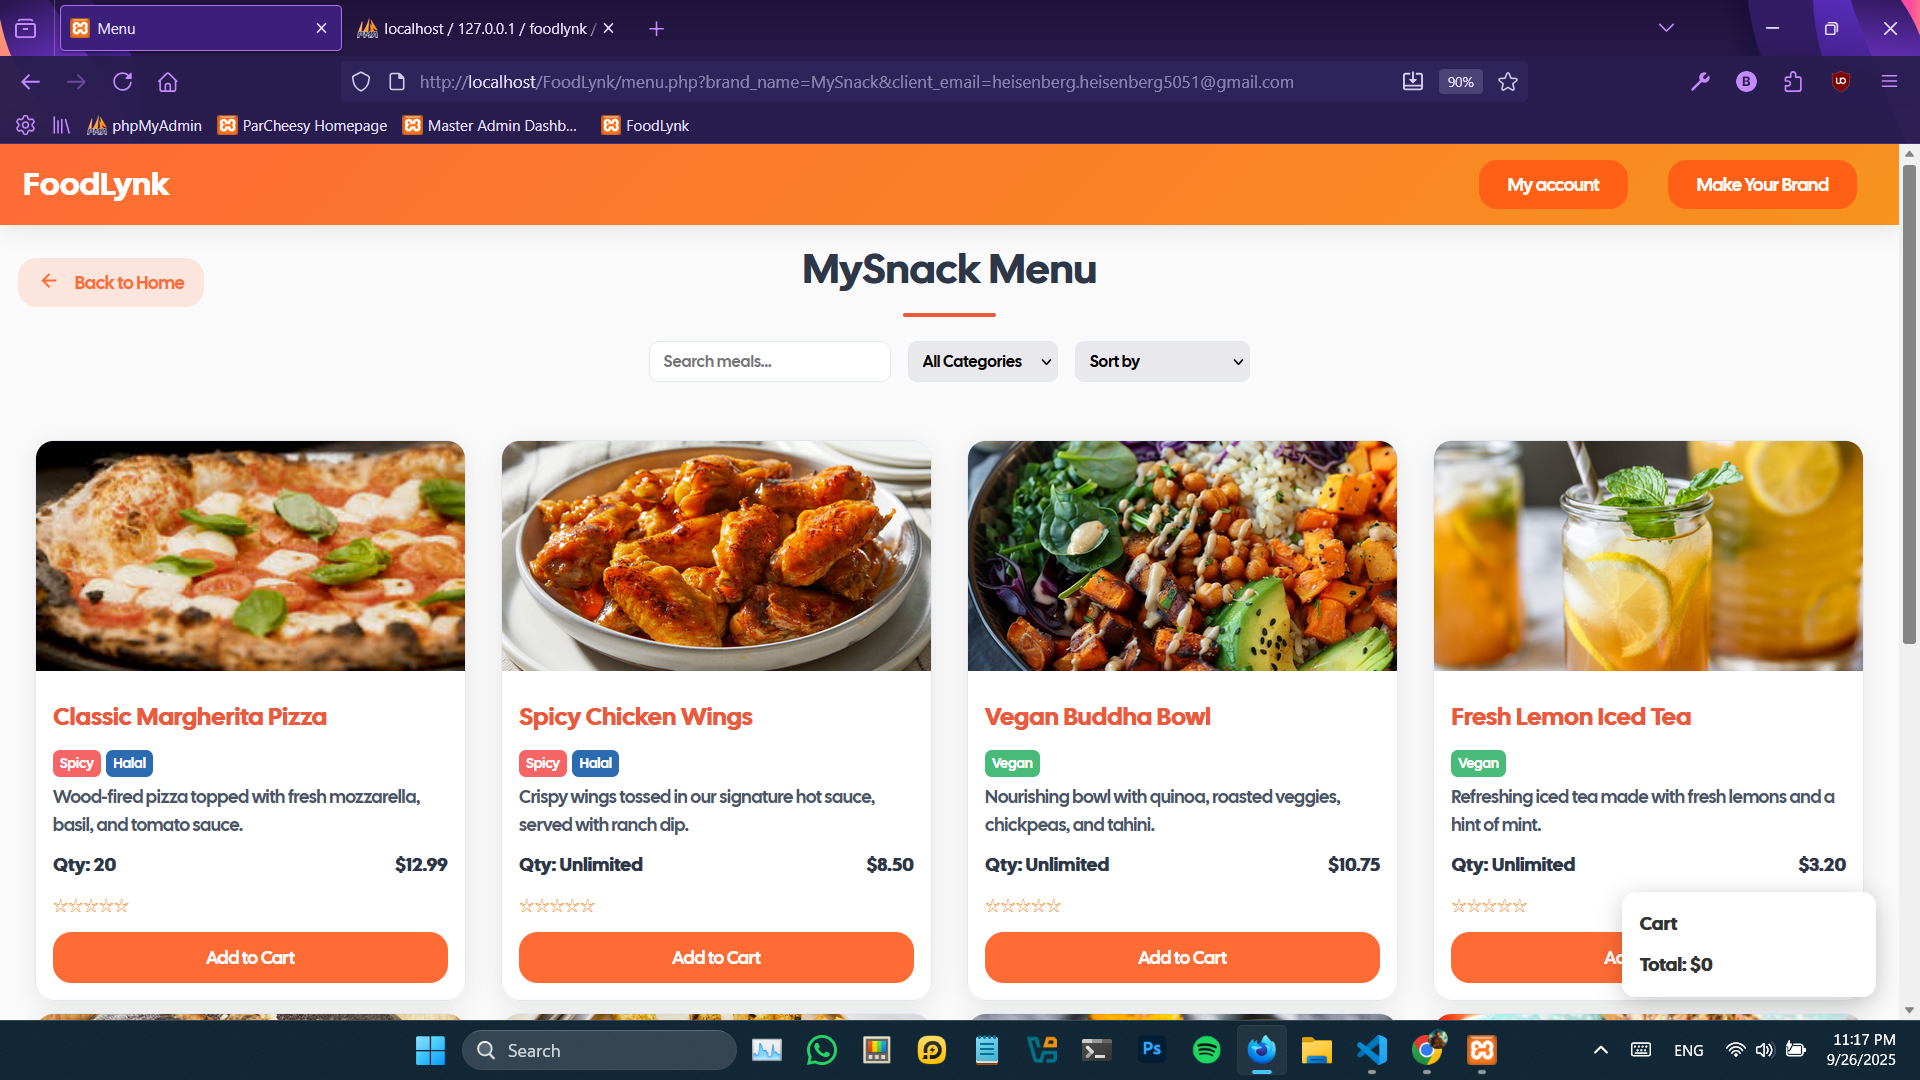 Menu
localhost / 127.0.0.1 / foodlynk /
http://localhost/FoodLynk/menu.php?brand_name=MySnack&client_email=heisenberg.heisenberg5051@gmail.com
90%
B
phpMyAdmin
ParCheesy Homepage
Master Admin Dashb...
FoodLynk
FoodLynk
My account
Make Your Brand
Back to Home
MySnack Menu
Search meals...
All Categories
Sort by
Classic Margherita Pizza
Spicy Halal
Wood-fired pizza topped with fresh mozzarella,
basil, and tomato sauce.
Qty: 20 $12.99
Add to Cart
Spicy Chicken Wings
Spicy Halal
Crispy wings tossed in our signature hot sauce,
served with ranch dip.
Qty: Unlimited $8.50
Add to Cart
Vegan Buddha Bowl
Vegan
Nourishing bowl with quinoa, roasted veggies,
chickpeas, and tahini.
Qty: Unlimited $10.75
Add to Cart
Fresh Lemon Iced Tea
Vegan
Refreshing iced tea made with fresh lemons and a
hint of mint.
Qty: Unlimited $3.20
Cart
Total: $0
Search
Ps
ENG
11:17 PM
9/26/2025